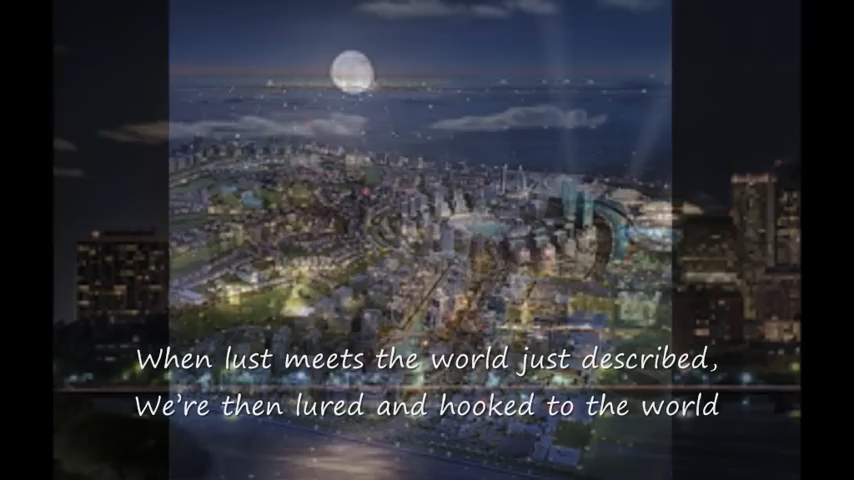 When lust meets the world just described,
We're then lured and hooked to the world